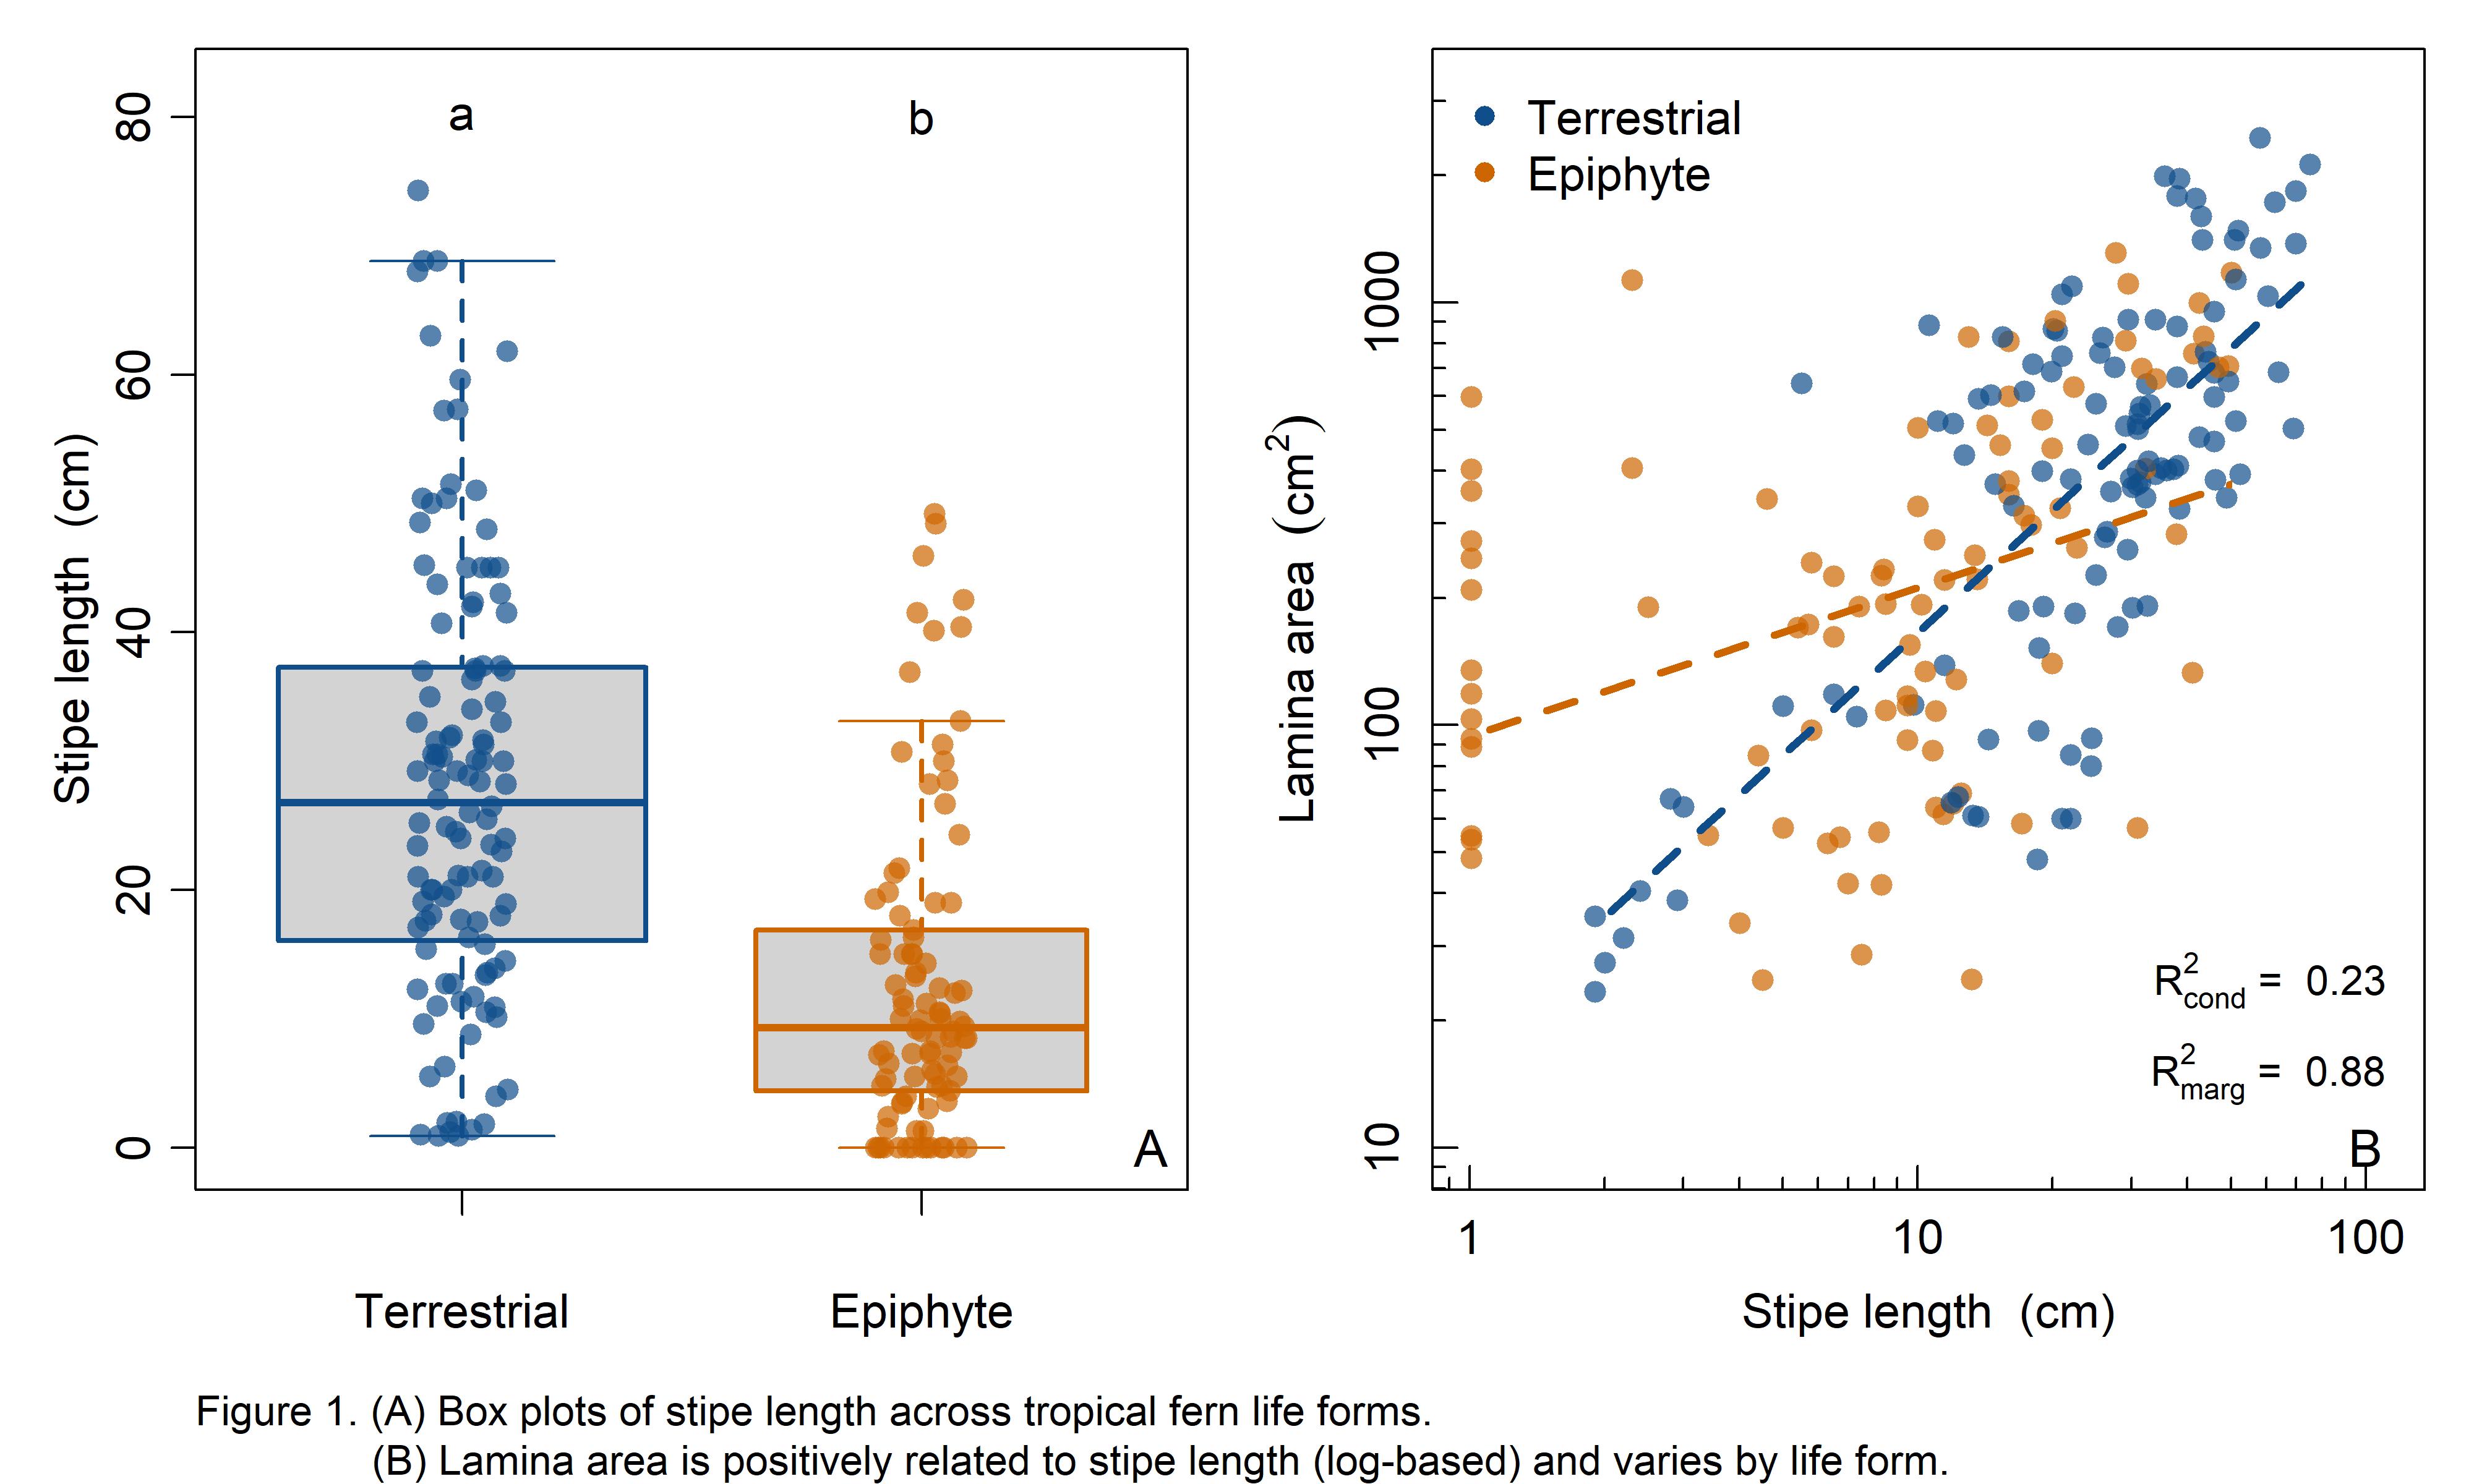 80
60
40
20
0
Stipe length (cm)
a
b
A
Terrestrial
Epiphyte
Terrestrial
Epiphyte
1000
100
10
Lamina area (cm²)
R²cond = 0.23
R²marg = 0.88
B
1
10
100
Stipe length (cm)
Figure 1. (A) Box plots of stipe length across tropical fern life forms.
(B) Lamina area is positively related to stipe length (log-based) and varies by life form.